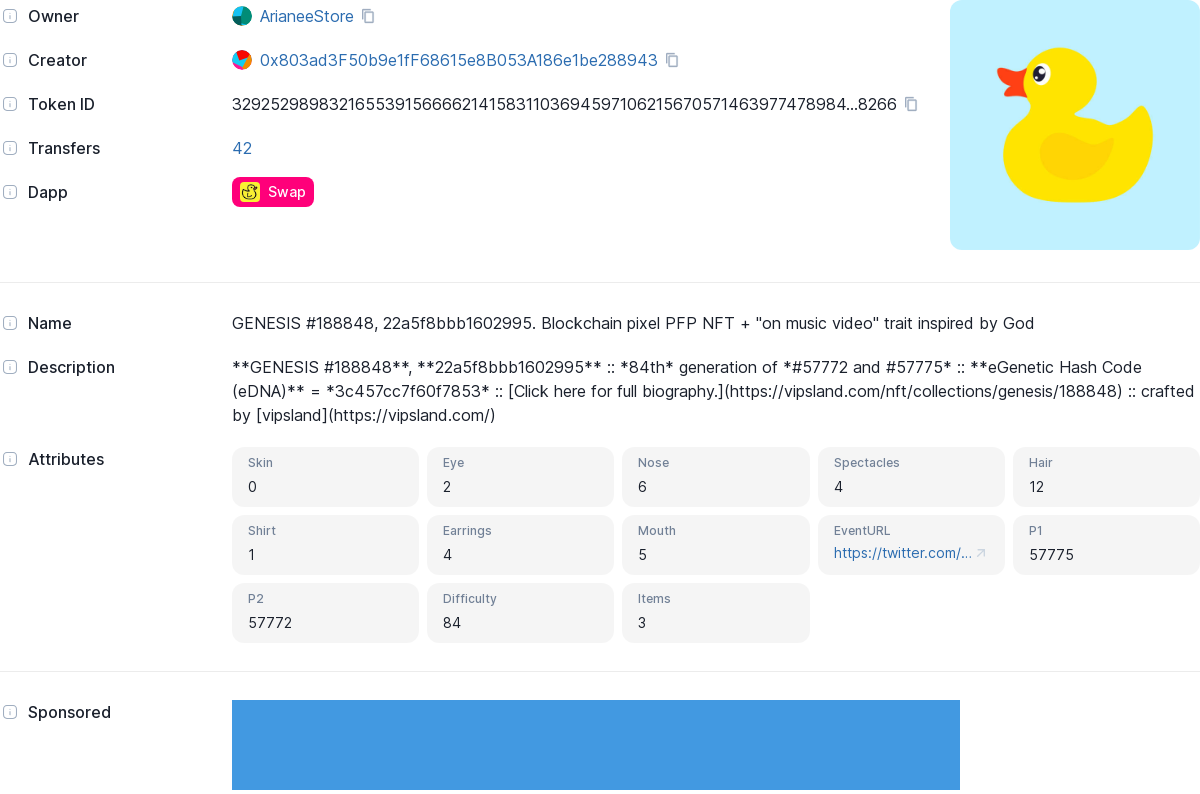 Owner
ArianeeStore
Creator
0x803ad3F50b9e1fF68615e8B053A186e1be288943
Token ID
32925298983216553915666621415831103694597106215670571463977478984...8266
Transfers
42
Dapp
Swap
Name
GENESIS #188848, 22a5f8bbb1602995. Blockchain pixel PFP NFT + "on music video" trait inspired by God
Description
**GENESIS #188848**, **22a5f8bbb1602995** :: *84th* generation of *#57772 and #57775* :: **eGenetic Hash Code
(eDNA)** = *3c457cc7f60f7853* :: [Click here for full biography.](https://vipsland.com/nft/collections/genesis/188848) :: crafted
by [vipsland](https://vipsland.com/)
Attributes
Skin
0
Eye
2
Nose
6
Spectacles
4
Hair
12
Shirt
1
Earrings
4
Mouth
5
EventURL
https://twitter.com/...
P1
57775
P2
57772
Difficulty
84
Items
3
Sponsored